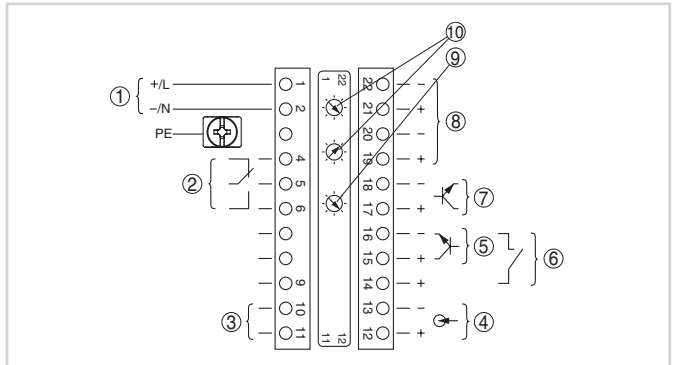 ⑩
⑨
① +/L 1 1 22 22 −
−/N 2 21 + ⑧
PE 20 −
4 19 +
② 5 18 − ⑦
6 17 +
16 − ⑤ ⑥
15 +
9 14 +
③ 10 13 − ④
11 11 12 12 +